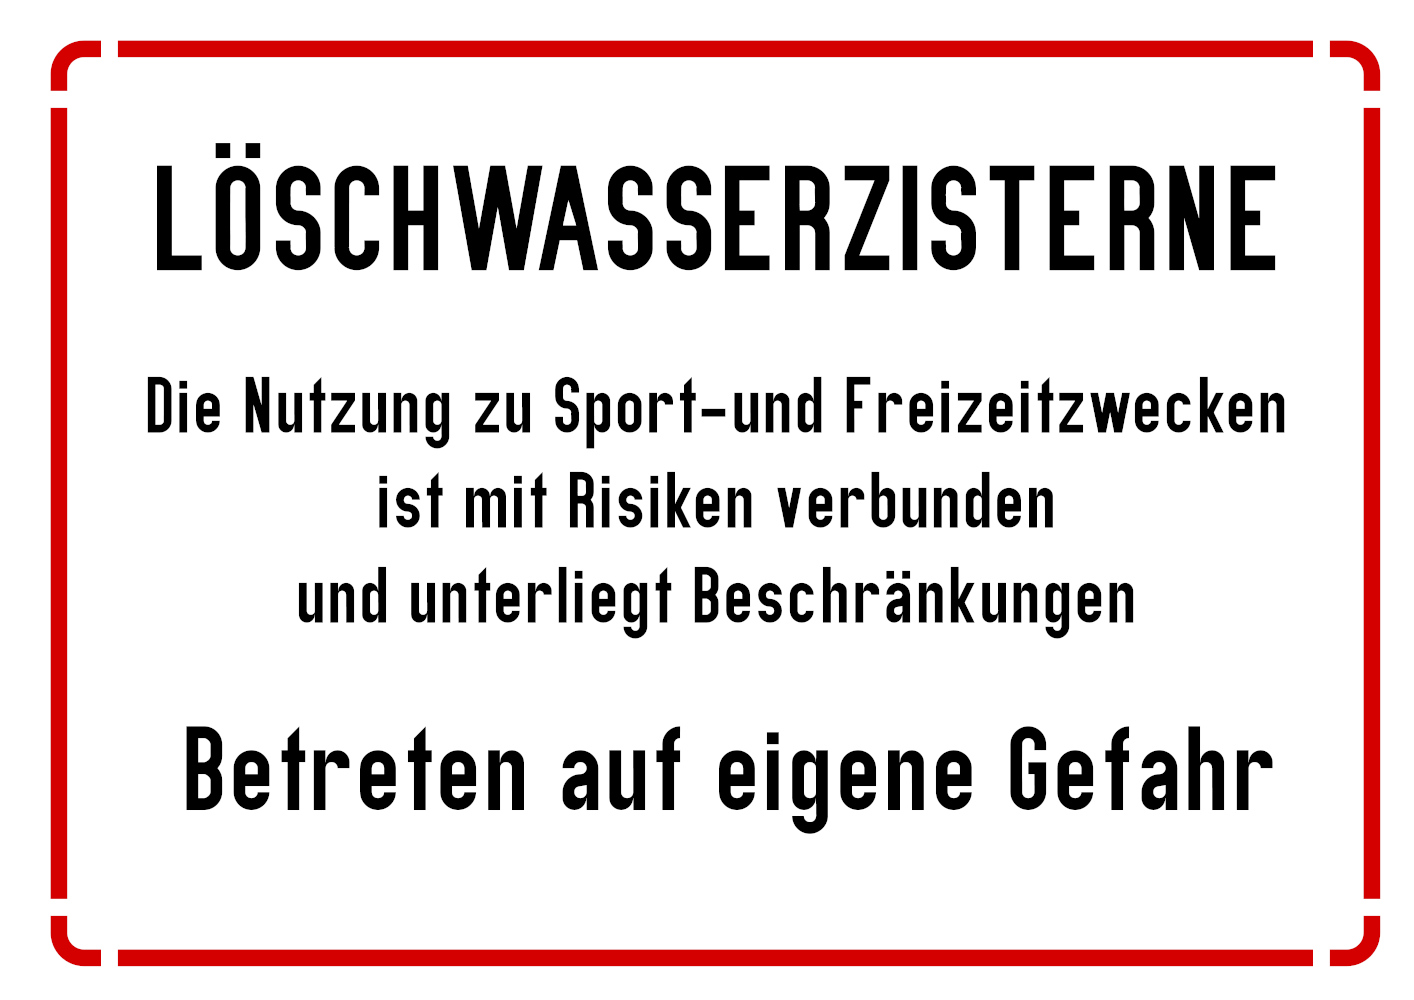 LÖSCHWASSERZISTERNE
Die Nutzung zu Sport-und Freizeitzwecken
ist mit Risiken verbunden
und unterliegt Beschränkungen
Betreten auf eigene Gefahr